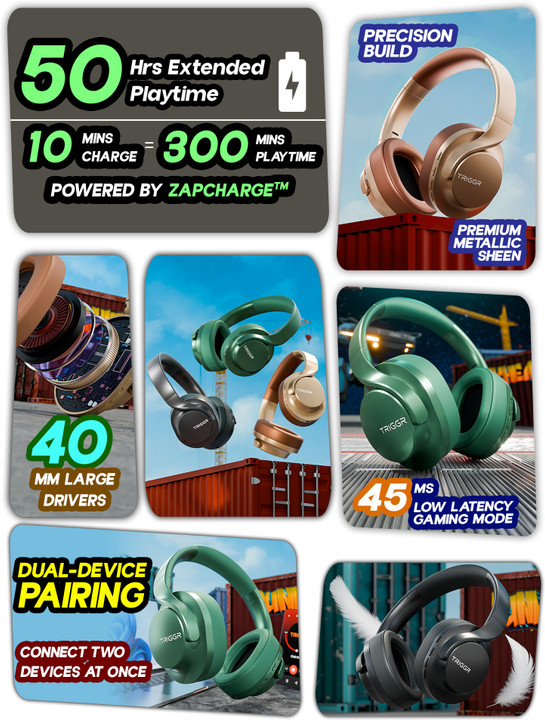 50 Hrs Extended
Playtime
10 MINS CHARGE = 300 MINS PLAYTIME
POWERED BY ZAPCHARGE™
PRECISION
BUILD
TRIGGR
PREMIUM
METALLIC
SHEEN
40
MM LARGE
DRIVERS
TRIGGR
TRIGGR
TRIGGR
TRIGGR
45 MS
LOW LATENCY
GAMING MODE
DUAL-DEVICE
PAIRING
TRIGGR
CONNECT TWO
DEVICES AT ONCE
TRIGGR